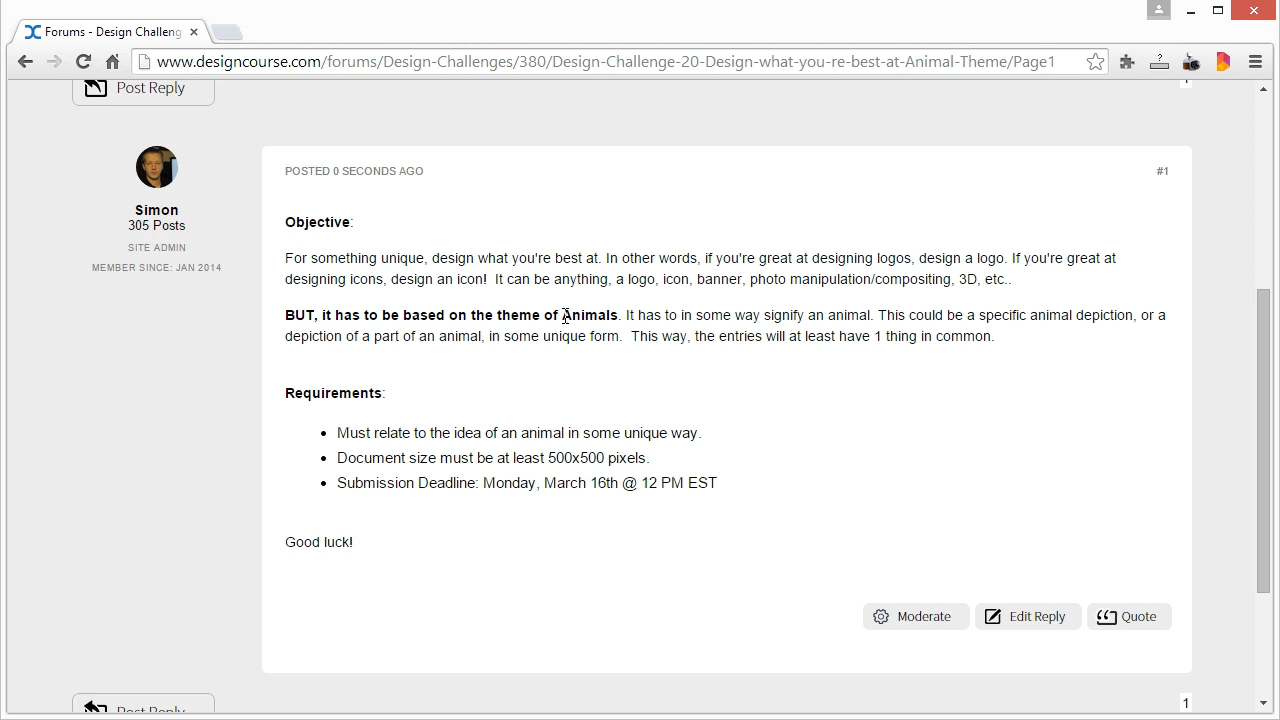 Forums - Design Challeng
www.designcourse.com/forums/Design-Challenges/380/Design-Challenge-20-Design-what-you-re-best-at-Animal-Theme/Page1
Post Reply
Simon
305 Posts
SITE ADMIN
MEMBER SINCE: JAN 2014
POSTED 0 SECONDS AGO #1
Objective:
For something unique, design what you're best at. In other words, if you're great at designing logos, design a logo. If you're great at
designing icons, design an icon!  It can be anything, a logo, icon, banner, photo manipulation/compositing, 3D, etc..
BUT, it has to be based on the theme of Animals. It has to in some way signify an animal. This could be a specific animal depiction, or a
depiction of a part of an animal, in some unique form.  This way, the entries will at least have 1 thing in common.
Requirements:
• Must relate to the idea of an animal in some unique way.
• Document size must be at least 500x500 pixels.
• Submission Deadline: Monday, March 16th @ 12 PM EST
Good luck!
Moderate Edit Reply Quote
Post Reply 1